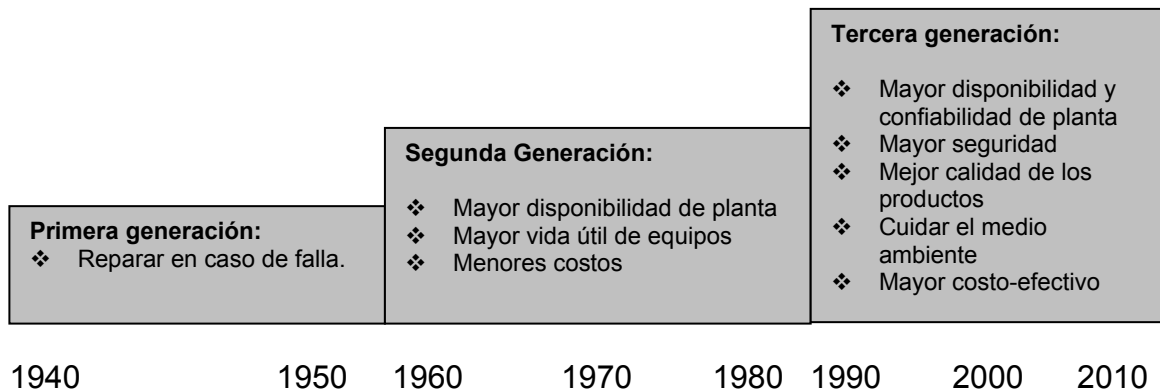 Primera generación:
❖ Reparar en caso de falla.
Segunda Generación:
❖ Mayor disponibilidad de planta
❖ Mayor vida útil de equipos
❖ Menores costos
Tercera generación:
❖ Mayor disponibilidad y
confiabilidad de planta
❖ Mayor seguridad
❖ Mejor calidad de los
productos
❖ Cuidar el medio
ambiente
❖ Mayor costo-efectivo
1940 1950 1960 1970 1980 1990 2000 2010